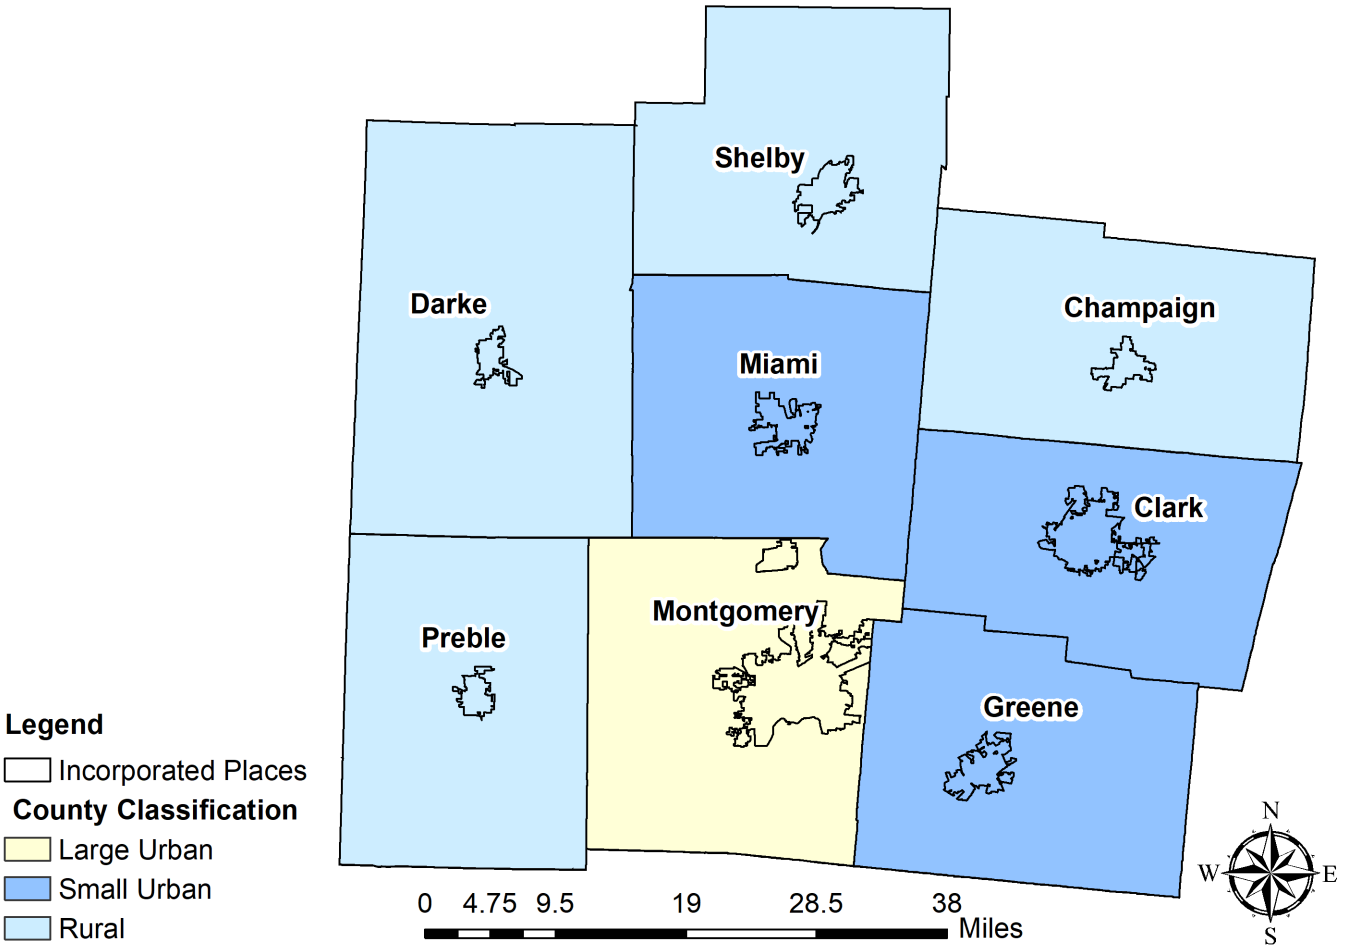 Shelby
Darke
Champaign
Miami
Clark
Montgomery
Preble
Greene
Legend
Incorporated Places
County Classification
Large Urban
Small Urban
Rural
0 4.75 9.5 19 28.5 38
Miles
N
W E
S